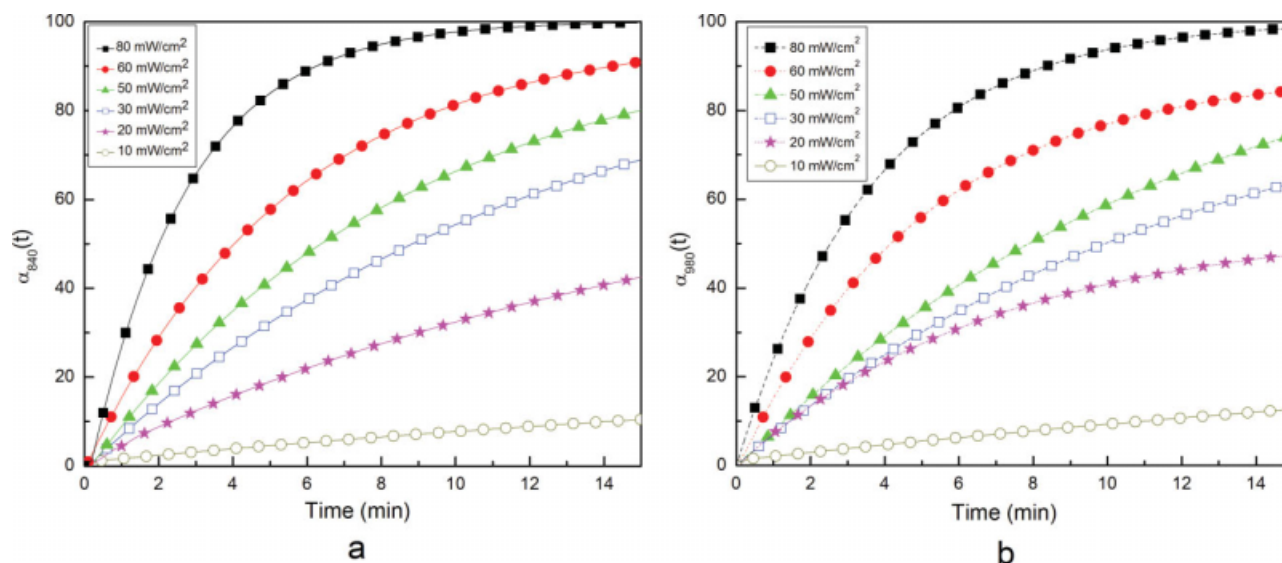 100
80
60
40
20
0
α840(t)
80 mW/cm²
60 mW/cm²
50 mW/cm²
30 mW/cm²
20 mW/cm²
10 mW/cm²
0 2 4 6 8 10 12 14
Time (min)
a
100
80
60
40
20
0
α980(t)
80 mW/cm²
60 mW/cm²
50 mW/cm²
30 mW/cm²
20 mW/cm²
10 mW/cm²
0 2 4 6 8 10 12 14
Time (min)
b